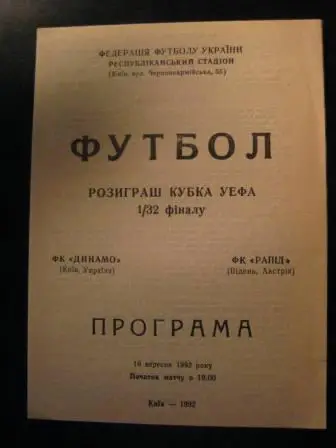 ФЕДЕРАЦІЯ ФУТБОЛУ УКРАЇНИ
РЕСПУБЛІКАНСЬКИЙ СТАДІОН
(Київ, вул. Червоноармійська, 55)
ФУТБОЛ
РОЗИГРАШ КУБКА УЕФА
1/32 фіналу
ФК «ДИНАМО»
(Київ, Україна)
ФК «РАПІД»
(Відень, Австрія)
ПРОГРАМА
16 вересня 1992 року
Початок матчу о 19.00
Київ — 1992